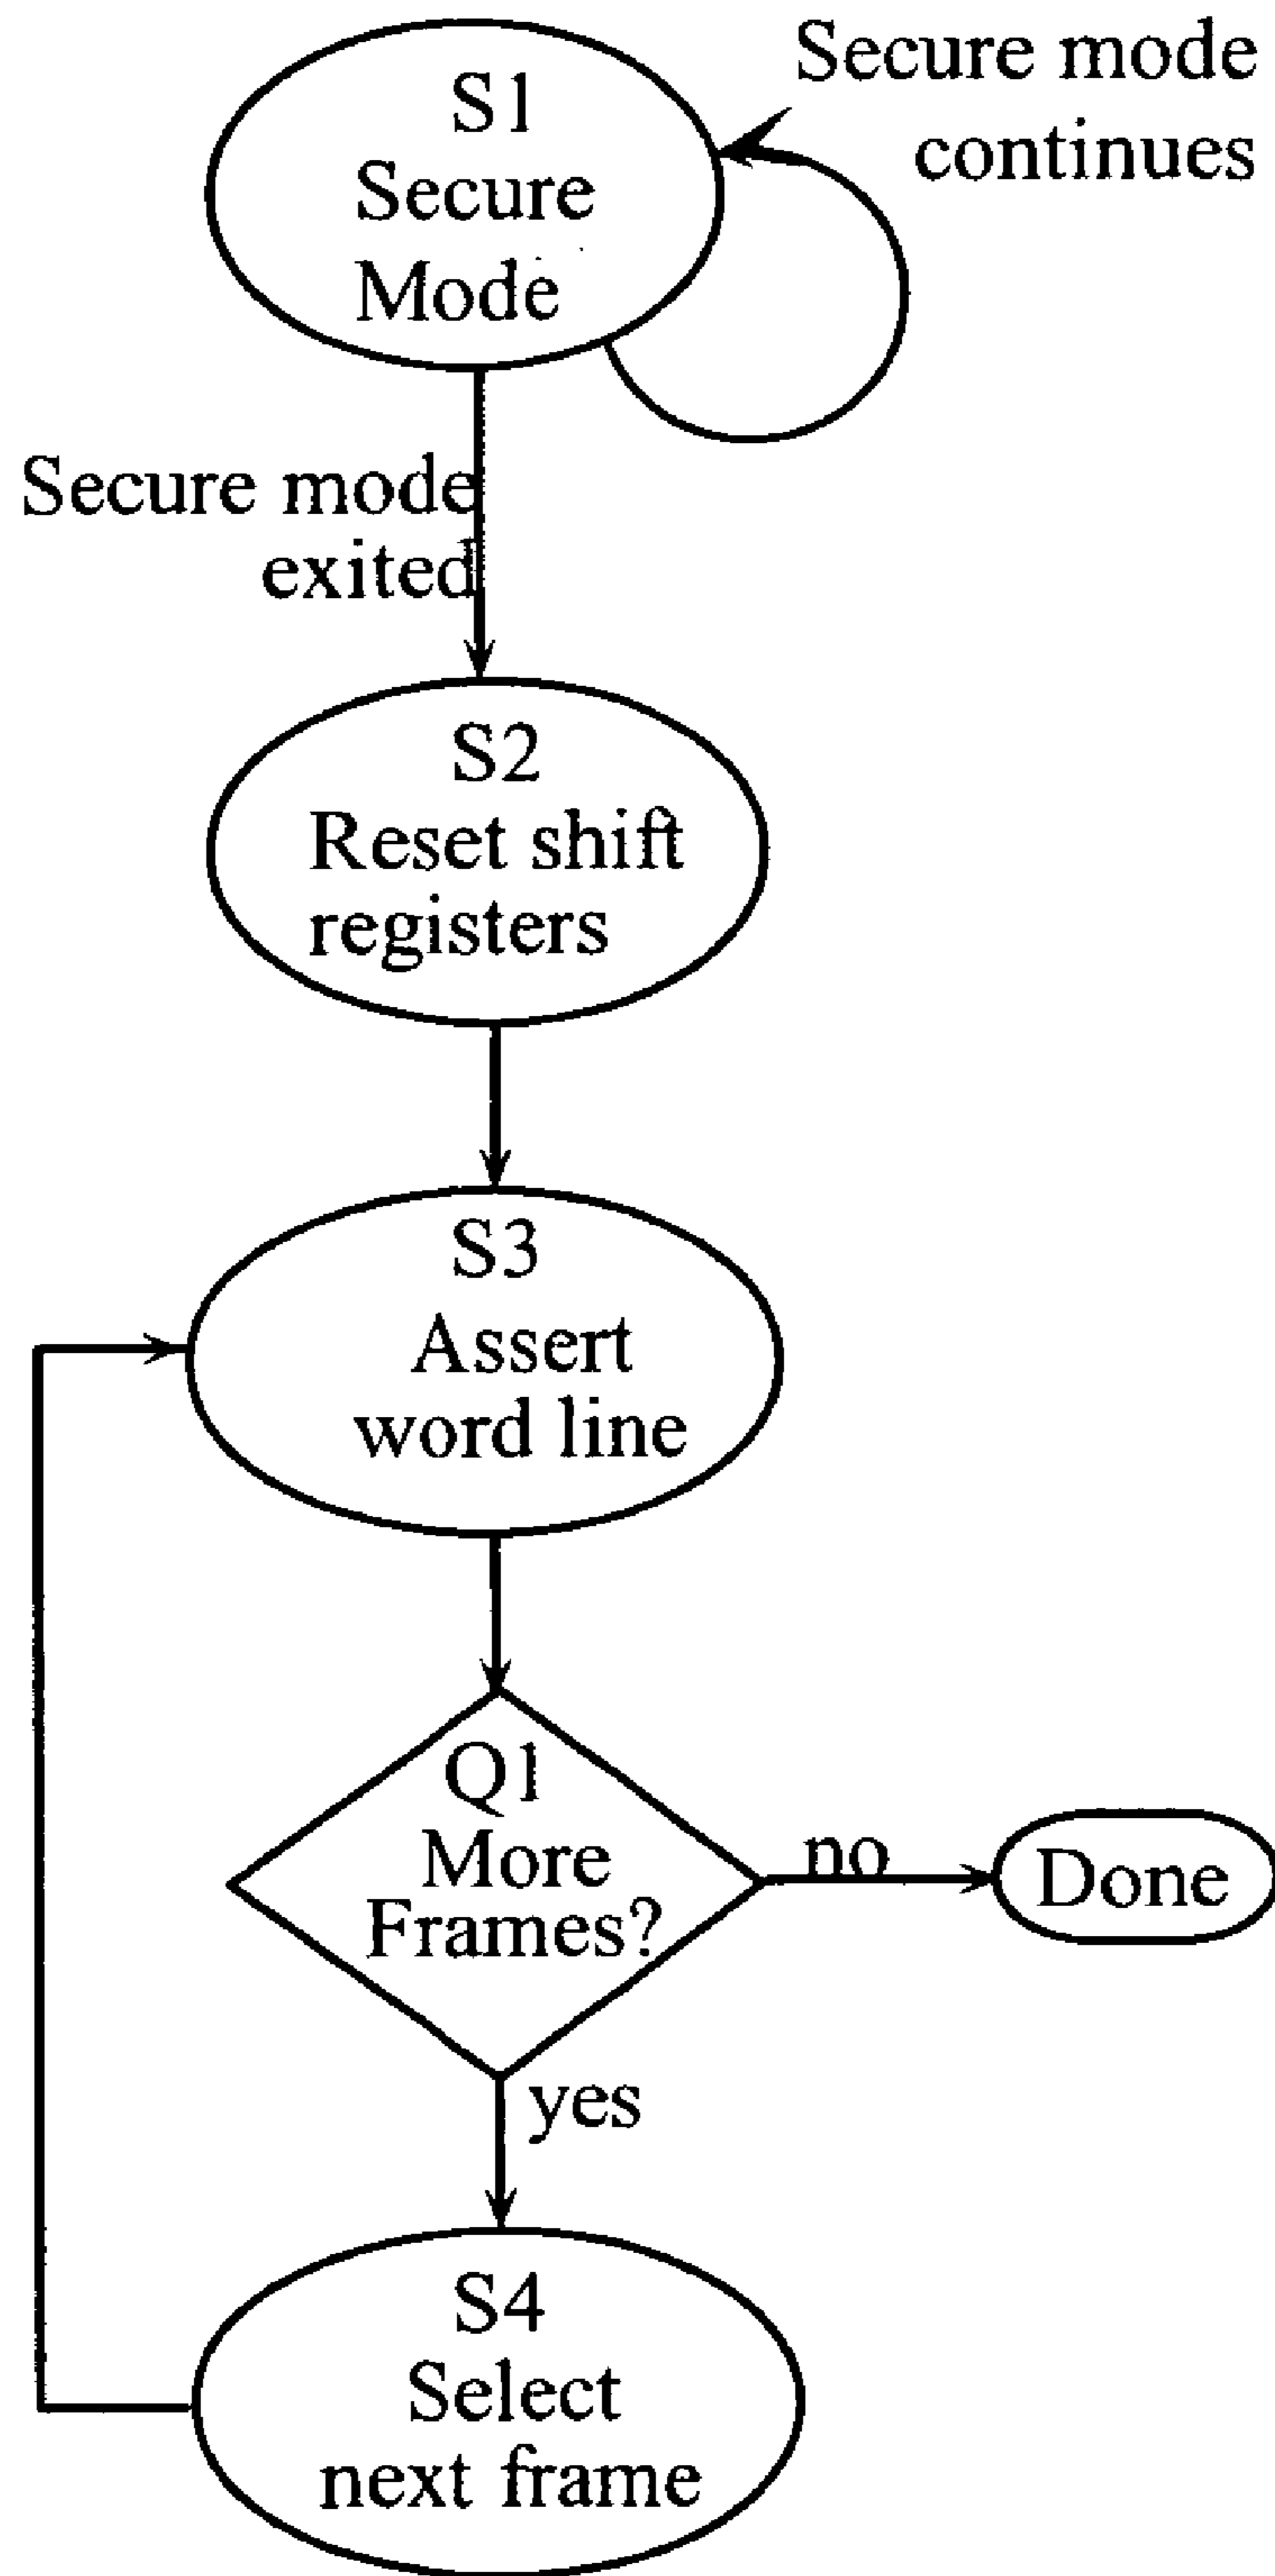 S1
Secure
Mode
Secure mode
continues
Secure mode
exited
S2
Reset shift
registers
S3
Assert
word line
Q1
More
Frames?
no
Done
yes
S4
Select
next frame